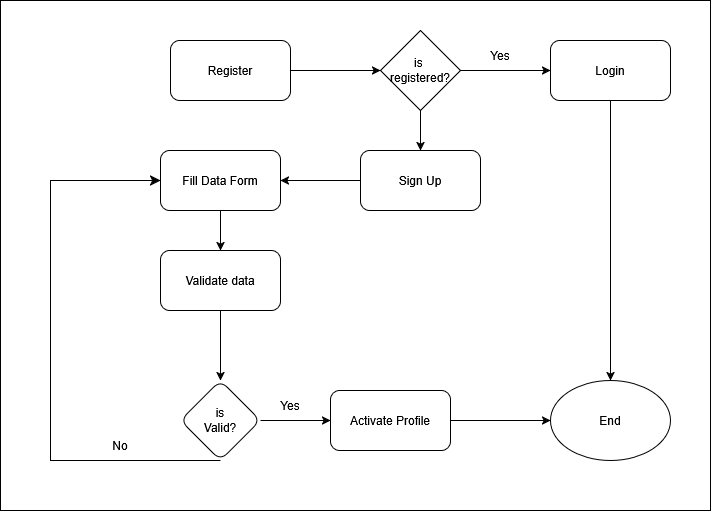 Register
is
registered?
Yes
Login
Fill Data Form
Sign Up
Validate data
is
Valid?
Yes
Activate Profile
End
No